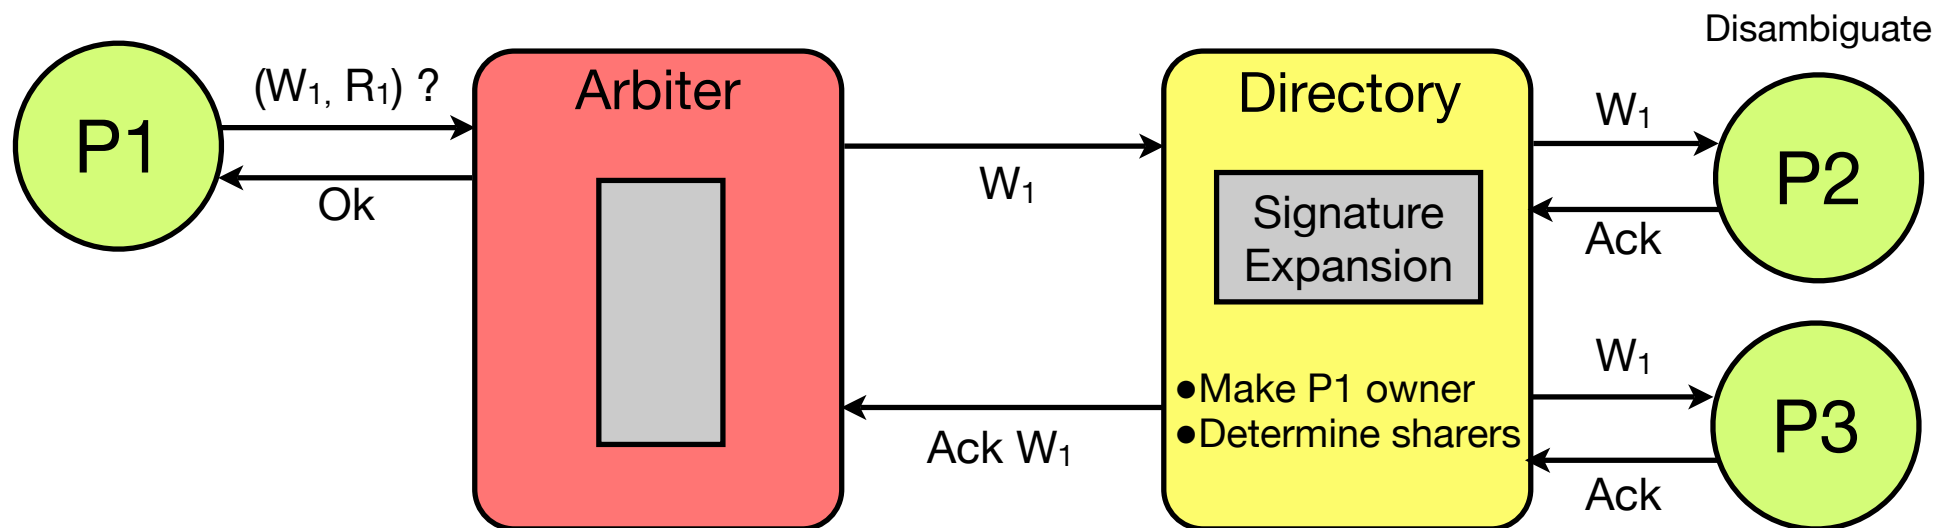 Disambiguate
(W₁, R₁) ?
P1
Ok
Arbiter
W₁
Ack W₁
Directory
Signature
Expansion
●Make P1 owner
●Determine sharers
W₁
P2
Ack
W₁
P3
Ack